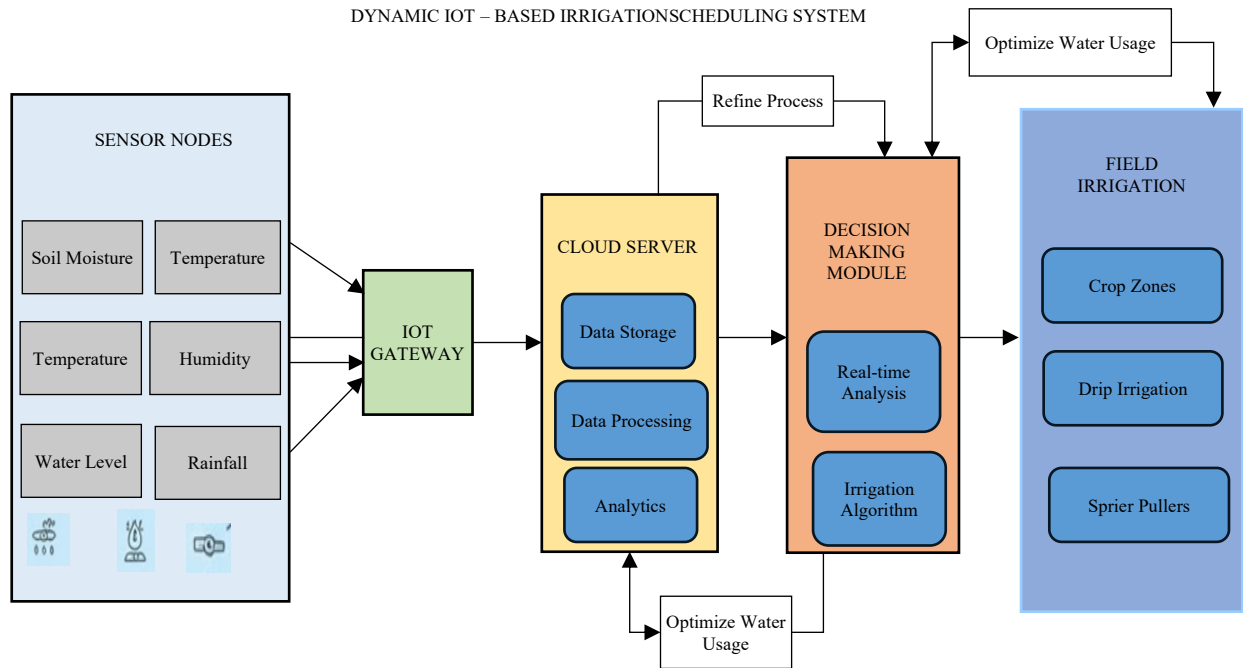 DYNAMIC IOT – BASED IRRIGATIONSCHEDULING SYSTEM
Optimize Water Usage
Refine Process
SENSOR NODES
Soil Moisture
Temperature
Temperature
Humidity
Water Level
Rainfall
IOT
GATEWAY
CLOUD SERVER
Data Storage
Data Processing
Analytics
DECISION
MAKING
MODULE
Real-time
Analysis
Irrigation
Algorithm
FIELD
IRRIGATION
Crop Zones
Drip Irrigation
Sprier Pullers
Optimize Water
Usage